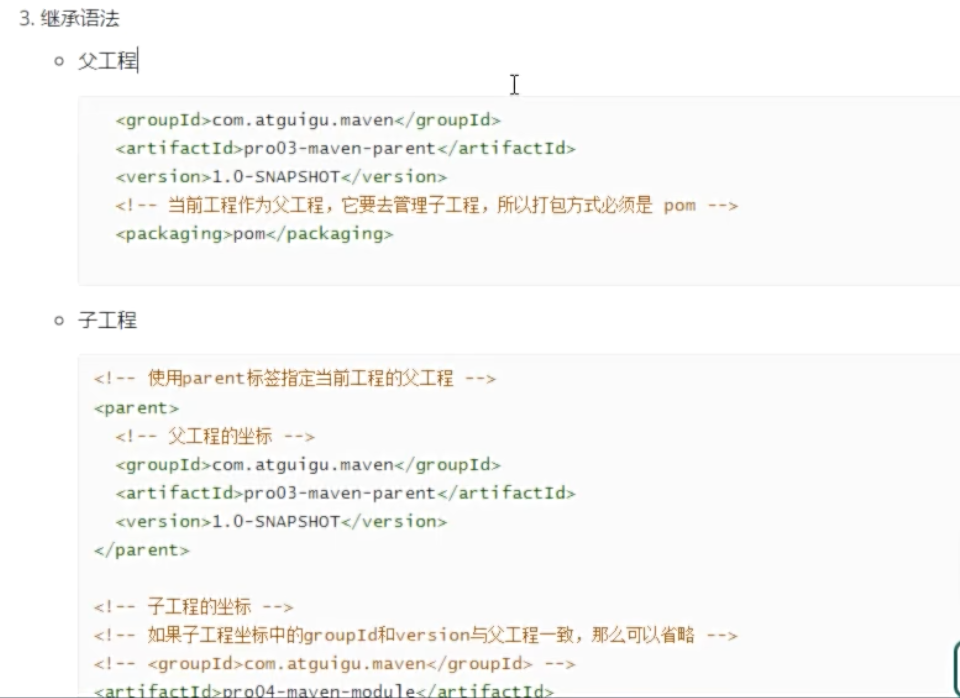 3. 继承语法
父工程
<groupId>com.atguigu.maven</groupId>
<artifactId>pro03-maven-parent</artifactId>
<version>1.0-SNAPSHOT</version>
<!-- 当前工程作为父工程，它要去管理子工程，所以打包方式必须是 pom -->
<packaging>pom</packaging>
子工程
<!-- 使用parent标签指定当前工程的父工程 -->
<parent>
<!-- 父工程的坐标 -->
<groupId>com.atguigu.maven</groupId>
<artifactId>pro03-maven-parent</artifactId>
<version>1.0-SNAPSHOT</version>
</parent>
<!-- 子工程的坐标 -->
<!-- 如果子工程坐标中的groupId和version与父工程一致，那么可以省略 -->
<!-- <groupId>com.atguigu.maven</groupId> -->
<artifactId>pro04-maven-module</artifactId>